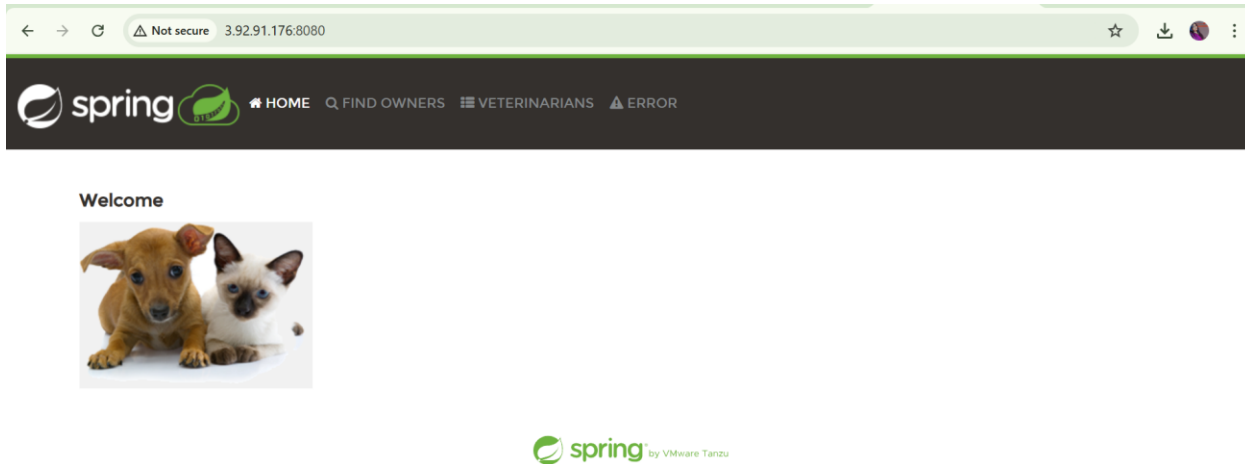 Not secure 3.92.91.176:8080
spring HOME FIND OWNERS VETERINARIANS ERROR
Welcome
spring by VMware Tanzu